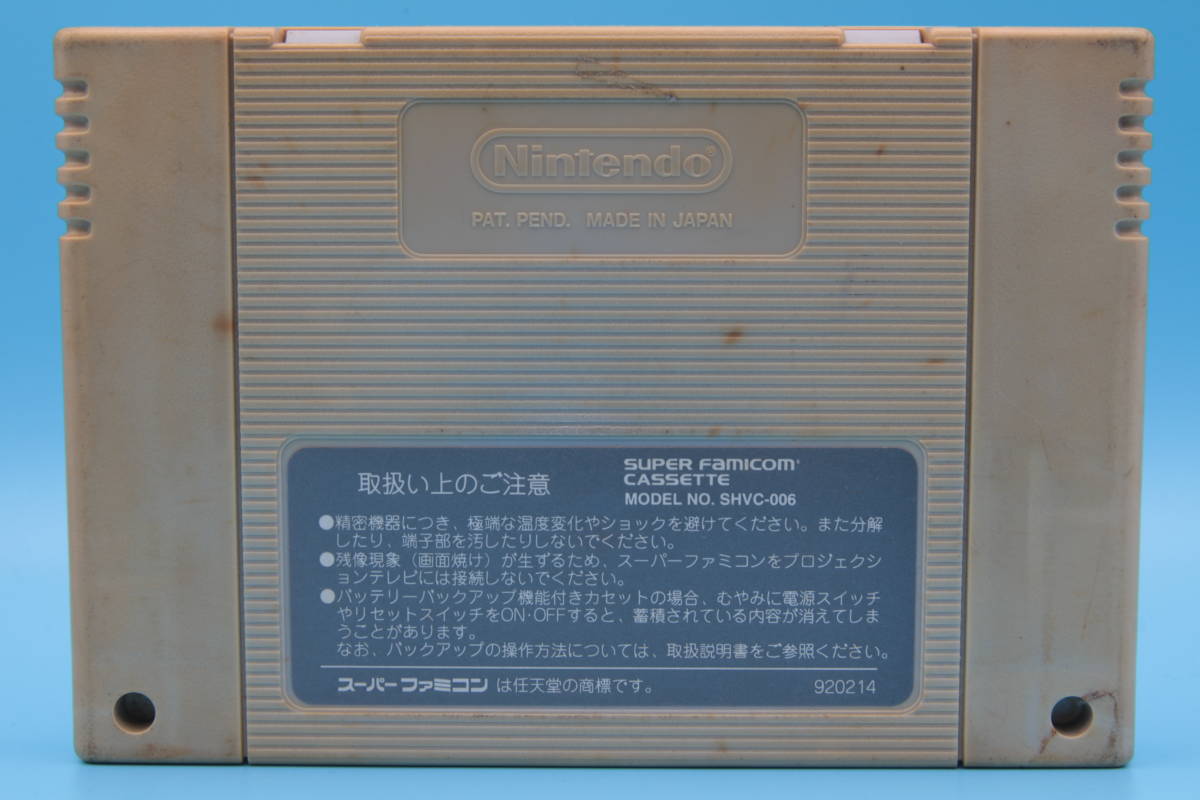 Nintendo®
PAT. PEND. MADE IN JAPAN
取扱い上のご注意
SUPER FAMICOM
CASSETTE
MODEL NO. SHVC-006
●精密機器につき、極端な温度変化やショックを避けてください。また分解
したり、端子部を汚したりしないでください。
●残像現象（画面焼け）が生ずるため、スーパーファミコンをプロジェクシ
ョンテレビには接続しないでください。
●バッテリーバックアップ機能付きカセットの場合、むやみに電源スイッチ
やリセットスイッチをON・OFFすると、蓄積されている内容が消えてしま
うことがあります。
なお、バックアップの操作方法については、取扱説明書をご参照ください。
スーパーファミコン は任天堂の商標です。 920214